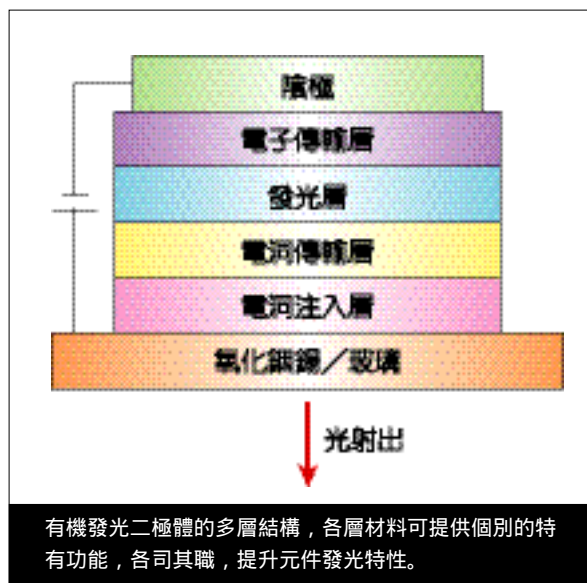 陰極
電子傳輸層
發光層
電洞傳輸層
電洞注入層
氧化銦錫／玻璃
光射出
有機發光二極體的多層結構，各層材料可提供個別的特
有功能，各司其職，提升元件發光特性。